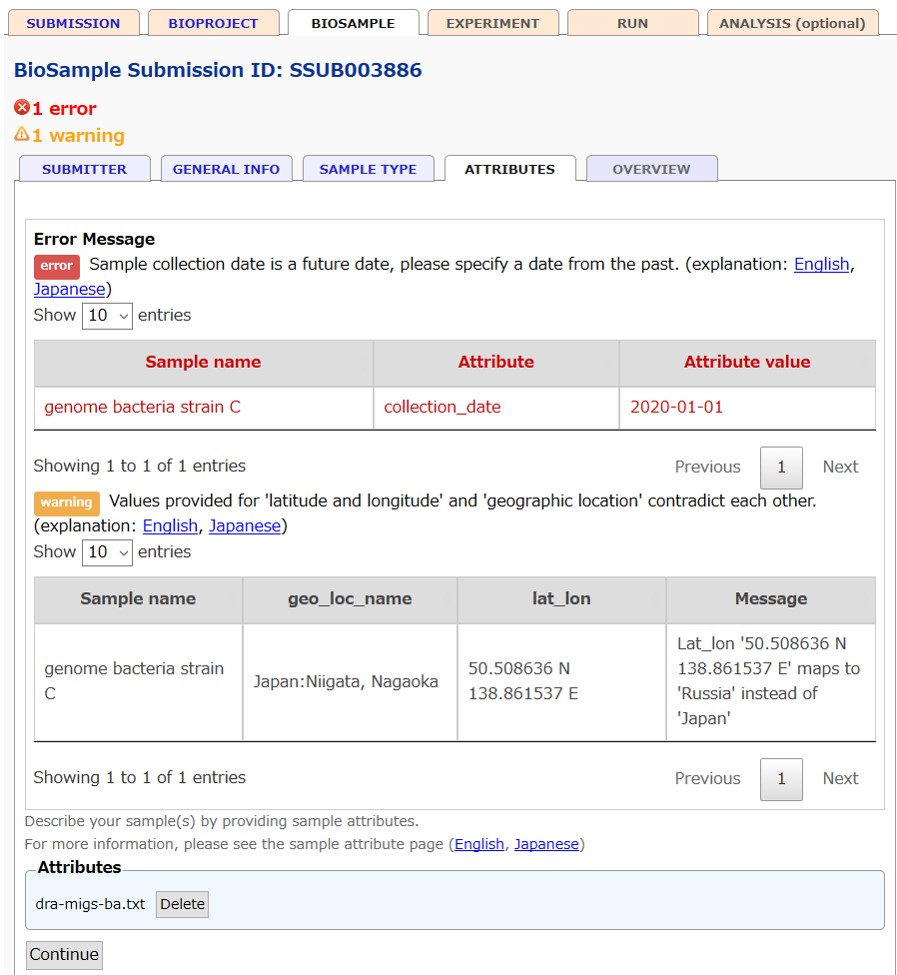 SUBMISSION BIOPROJECT BIOSAMPLE EXPERIMENT RUN ANALYSIS (optional)
BioSample Submission ID: SSUB003886
1 error
1 warning
SUBMITTER GENERAL INFO SAMPLE TYPE ATTRIBUTES OVERVIEW
Error Message
error Sample collection date is a future date, please specify a date from the past. (explanation: English,
Japanese)
Show 10 entries
Sample name Attribute Attribute value
genome bacteria strain C collection_date 2020-01-01
Showing 1 to 1 of 1 entries Previous 1 Next
warning Values provided for 'latitude and longitude' and 'geographic location' contradict each other.
(explanation: English, Japanese)
Show 10 entries
Sample name geo_loc_name lat_lon Message
genome bacteria strain
C
Japan:Niigata, Nagaoka
50.508636 N
138.861537 E
Lat_lon '50.508636 N
138.861537 E' maps to
'Russia' instead of
'Japan'
Showing 1 to 1 of 1 entries Previous 1 Next
Describe your sample(s) by providing sample attributes.
For more information, please see the sample attribute page (English, Japanese)
Attributes
dra-migs-ba.txt Delete
Continue